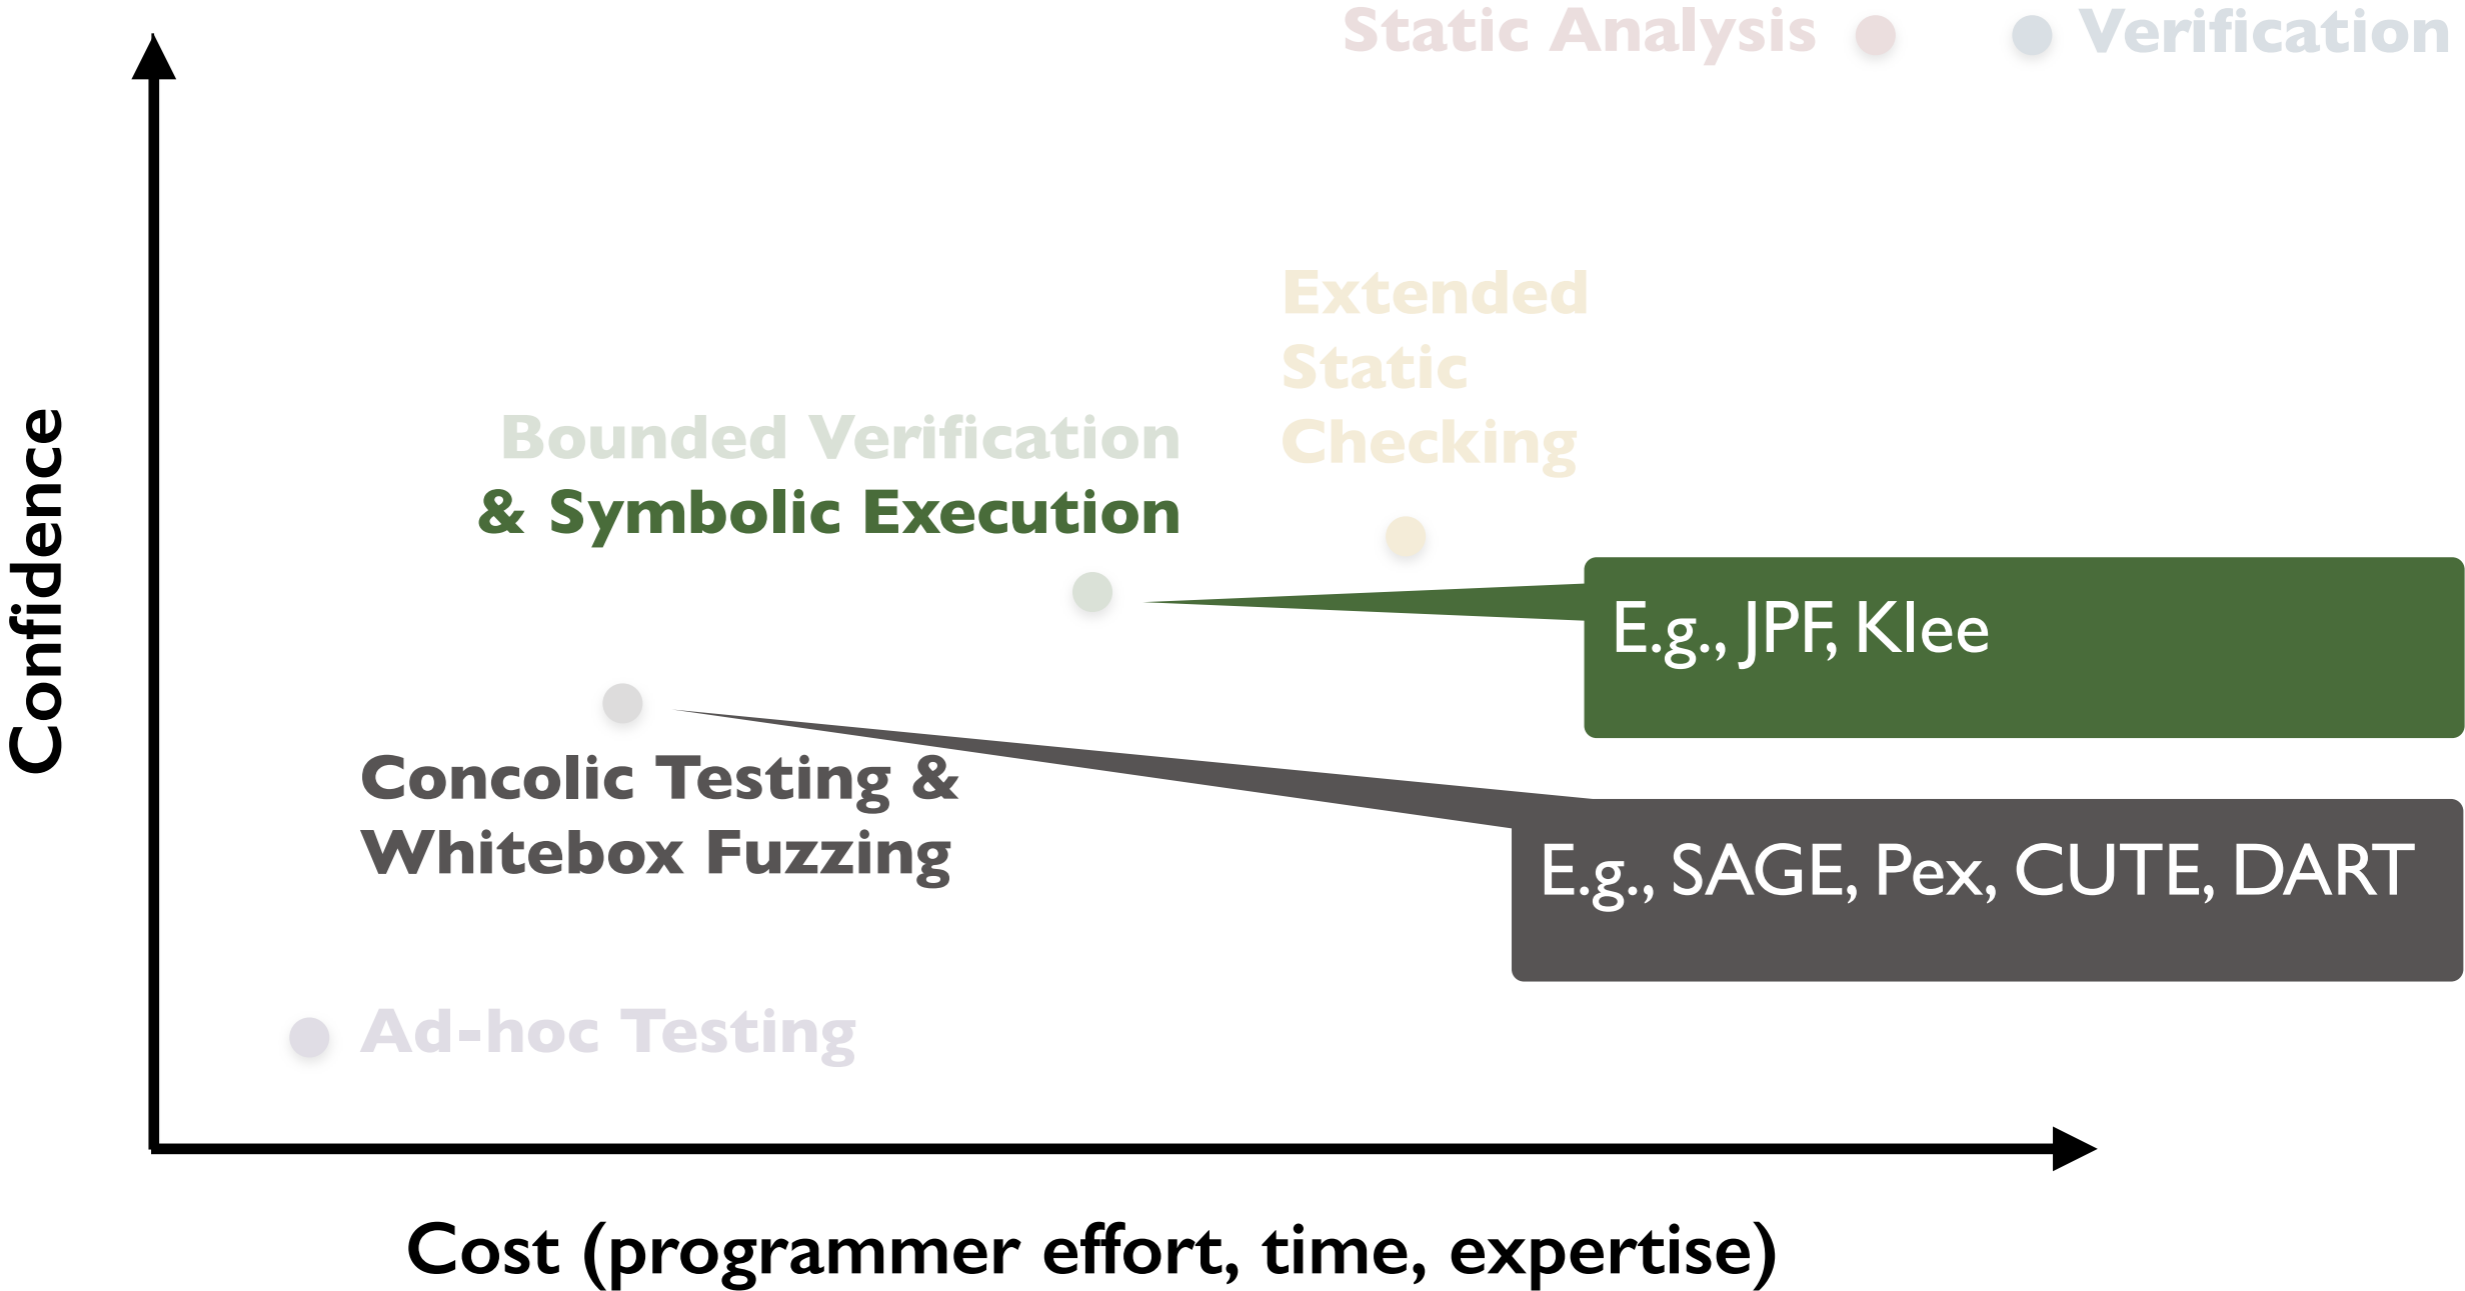 Static Analysis
Verification
Extended
Static
Checking
Bounded Verification
& Symbolic Execution
E.g., JPF, Klee
Confidence
Concolic Testing &
Whitebox Fuzzing
E.g., SAGE, Pex, CUTE, DART
Ad-hoc Testing
Cost (programmer effort, time, expertise)